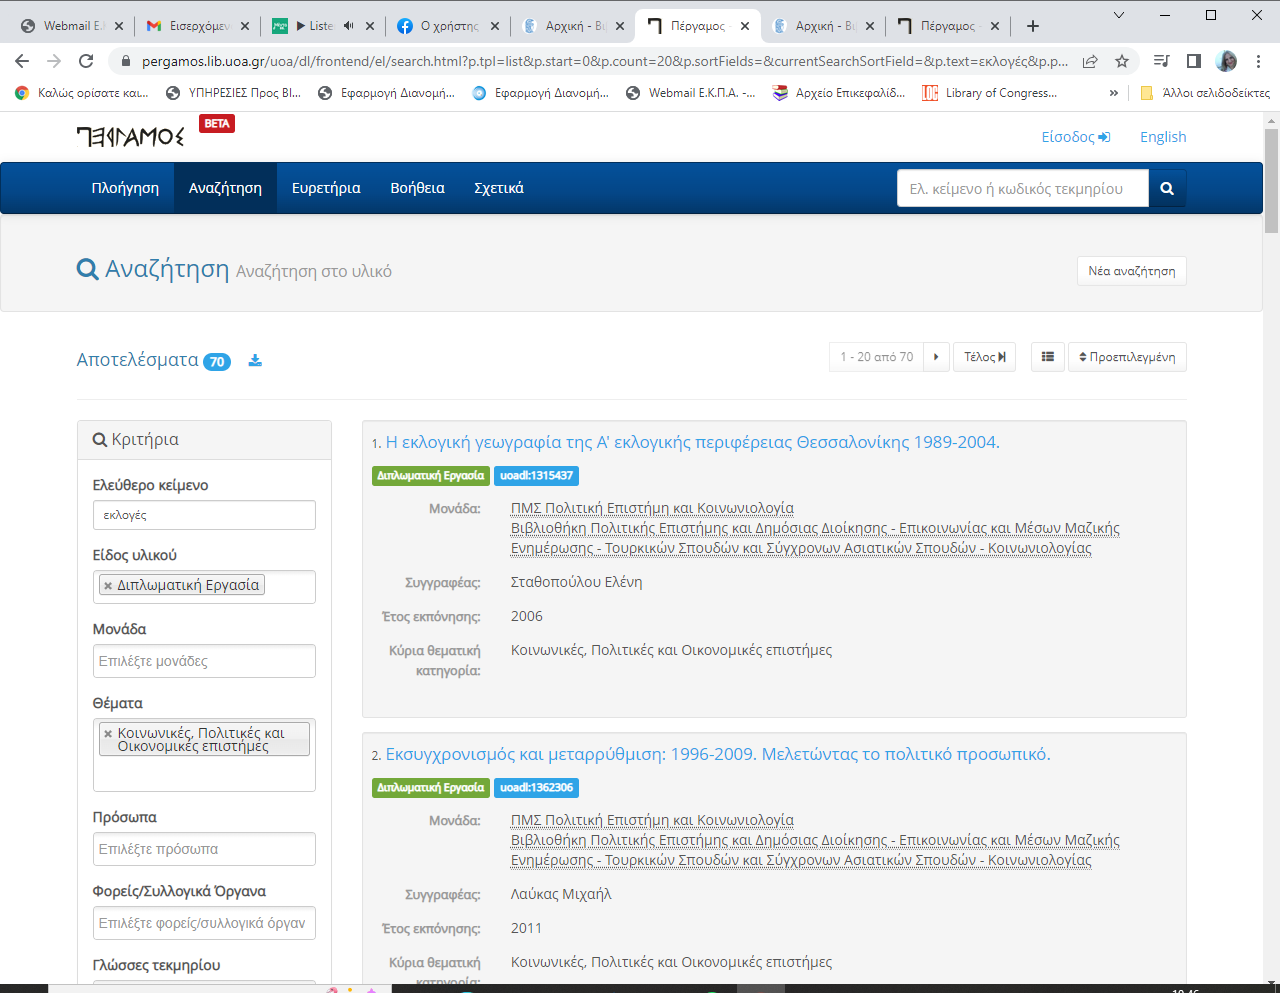 Webmail Ε.Κ
Εισερχόμεν
Liste
Ο χρήστης
Αρχική - Βι
Πέργαμος -
Αρχική - Βι
Πέργαμος -
pergamos.lib.uoa.gr/uoa/dl/frontend/el/search.html?p.tpl=list&p.start=0&p.count=20&p.sortFields=&currentSearchSortField=&p.text=εκλογές&p.p...
Καλώς ορίσατε και...
ΥΠΗΡΕΣΙΕΣ Προς ΒΙ...
Εφαρμογή Διανομή...
Εφαρμογή Διανομή...
Webmail Ε.Κ.Π.Α. -...
Αρχείο Επικεφαλίδ...
Library of Congress...
»
Άλλοι σελιδοδείκτες
ΠΕΡΓΑΜΟΣ
BETA
Είσοδος
English
Πλοήγηση
Αναζήτηση
Ευρετήρια
Βοήθεια
Σχετικά
Ελ. κείμενο ή κωδικός τεκμηρίου
Αναζήτηση Αναζήτηση στο υλικό
Νέα αναζήτηση
Αποτελέσματα 70
1 - 20 από 70
Τέλος
Προεπιλεγμένη
Κριτήρια
Ελεύθερο κείμενο
εκλογές
Είδος υλικού
× Διπλωματική Εργασία
Μονάδα
Επιλέξτε μονάδες
Θέματα
× Κοινωνικές, Πολιτικές και
Οικονομικές επιστήμες
Πρόσωπα
Επιλέξτε πρόσωπα
Φορείς/Συλλογικά Όργανα
Επιλέξτε φορείς/συλλογικά όργαν
Γλώσσες τεκμηρίου
1. Η εκλογική γεωγραφία της Α' εκλογικής περιφέρειας Θεσσαλονίκης 1989-2004.
Διπλωματική Εργασία
uoadl:1315437
Μονάδα:
ΠΜΣ Πολιτική Επιστήμη και Κοινωνιολογία
Βιβλιοθήκη Πολιτικής Επιστήμης και Δημόσιας Διοίκησης - Επικοινωνίας και Μέσων Μαζικής
Ενημέρωσης - Τουρκικών Σπουδών και Σύγχρονων Ασιατικών Σπουδών - Κοινωνιολογίας
Συγγραφέας:
Σταθοπούλου Ελένη
Έτος εκπόνησης:
2006
Κύρια θεματική
κατηγορία:
Κοινωνικές, Πολιτικές και Οικονομικές επιστήμες
2. Εκσυγχρονισμός και μεταρρύθμιση: 1996-2009. Μελετώντας το πολιτικό προσωπικό.
Διπλωματική Εργασία
uoadl:1362306
Μονάδα:
ΠΜΣ Πολιτική Επιστήμη και Κοινωνιολογία
Βιβλιοθήκη Πολιτικής Επιστήμης και Δημόσιας Διοίκησης - Επικοινωνίας και Μέσων Μαζικής
Ενημέρωσης - Τουρκικών Σπουδών και Σύγχρονων Ασιατικών Σπουδών - Κοινωνιολογίας
Συγγραφέας:
Λαύκας Μιχαήλ
Έτος εκπόνησης:
2011
Κύρια θεματική
κατηγορία:
Κοινωνικές, Πολιτικές και Οικονομικές επιστήμες